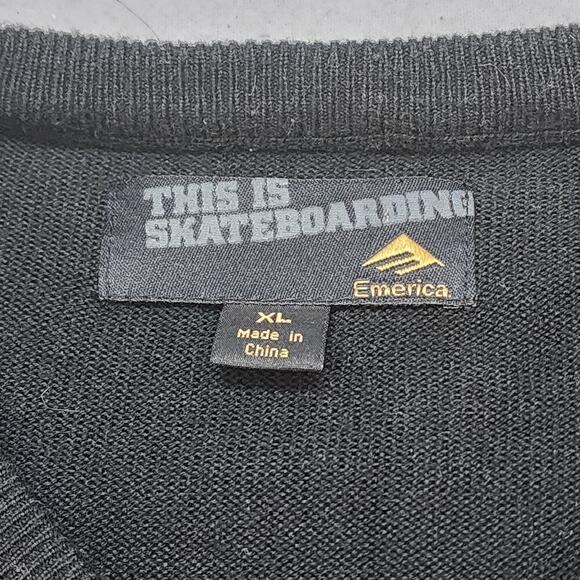 THIS IS
SKATEBOARDING
Emerica.
XL
Made in
China